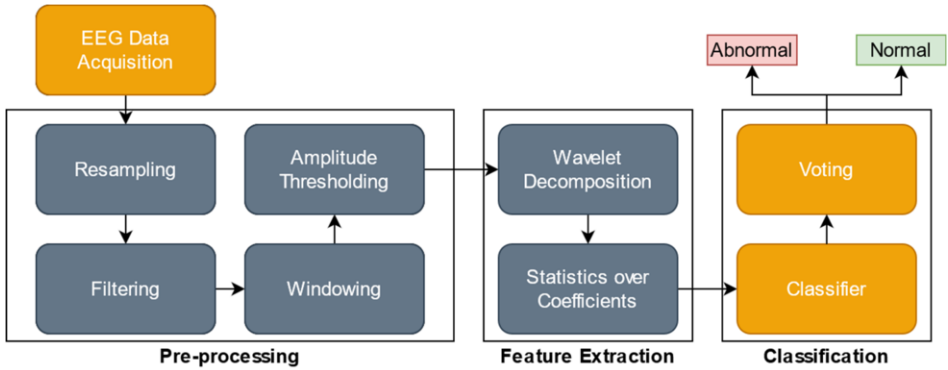 EEG Data
Acquisition
Abnormal
Normal
Resampling
Amplitude
Thresholding
Wavelet
Decomposition
Voting
Filtering
Windowing
Statistics over
Coefficients
Classifier
Pre-processing
Feature Extraction
Classification